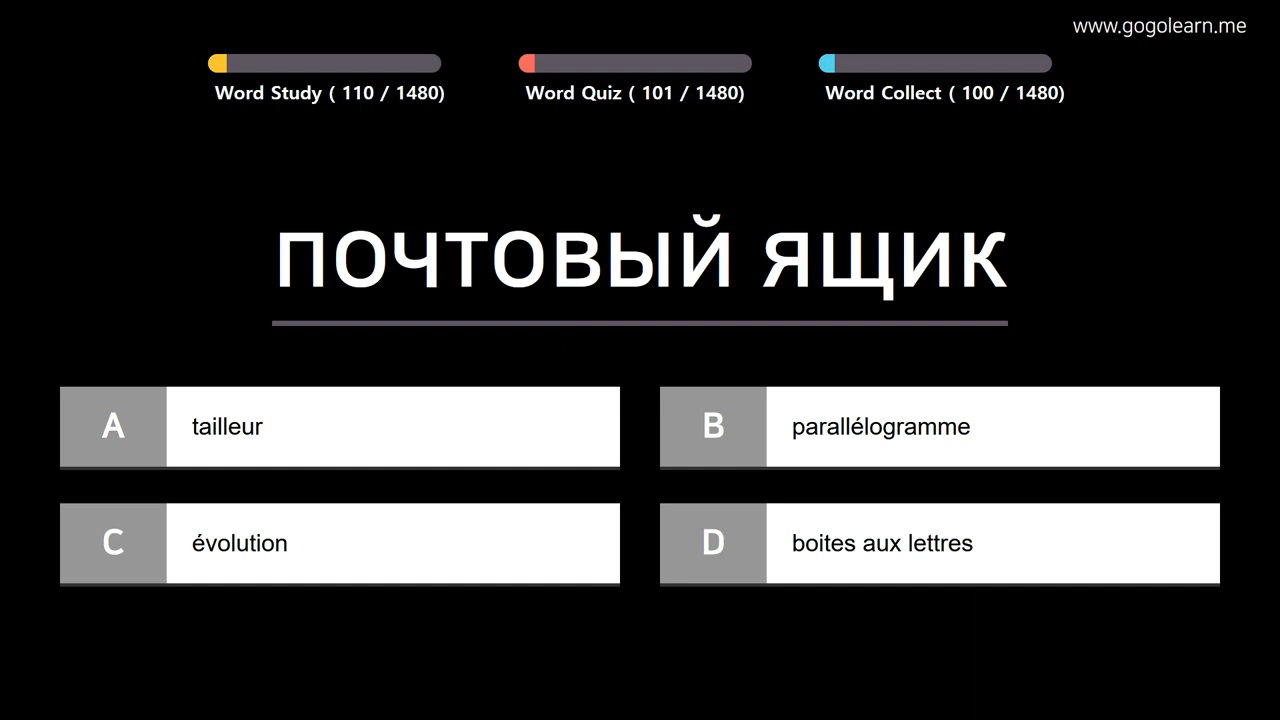 www.gogolearn.me
Word Study ( 110 / 1480)
Word Quiz ( 101 / 1480)
Word Collect ( 100 / 1480)
почтовый ящик
A
tailleur
B
parallélogramme
C
évolution
D
boites aux lettres